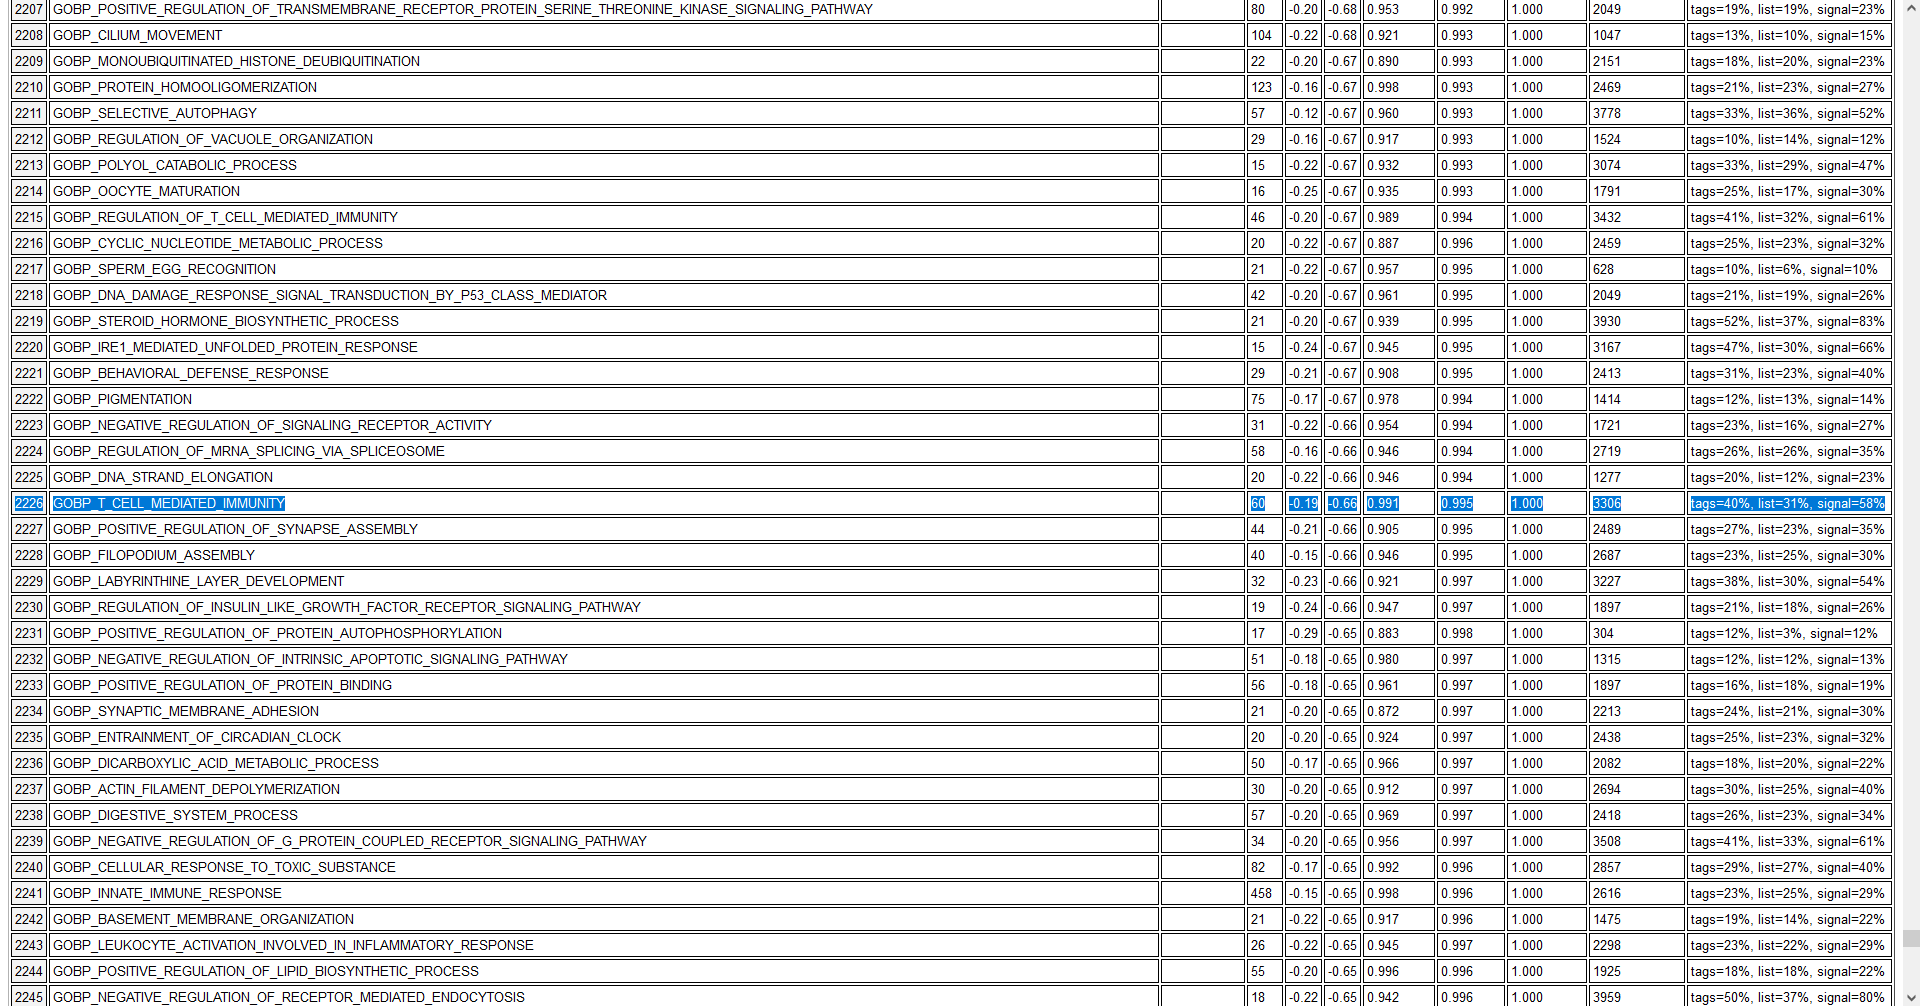 2207 GOBP_POSITIVE_REGULATION_OF_TRANSMEMBRANE_RECEPTOR_PROTEIN_SERINE_THREONINE_KINASE_SIGNALING_PATHWAY 80 -0.20 -0.68 0.953 0.992 1.000 2049 tags=19%, list=19%, signal=23%
2208 GOBP_CILIUM_MOVEMENT 104 -0.22 -0.68 0.921 0.993 1.000 1047 tags=13%, list=10%, signal=15%
2209 GOBP_MONOUBIQUITINATED_HISTONE_DEUBIQUITINATION 22 -0.20 -0.67 0.890 0.993 1.000 2151 tags=18%, list=20%, signal=23%
2210 GOBP_PROTEIN_HOMOOLIGOMERIZATION 123 -0.16 -0.67 0.998 0.993 1.000 2469 tags=21%, list=23%, signal=27%
2211 GOBP_SELECTIVE_AUTOPHAGY 57 -0.12 -0.67 0.960 0.993 1.000 3778 tags=33%, list=36%, signal=52%
2212 GOBP_REGULATION_OF_VACUOLE_ORGANIZATION 29 -0.16 -0.67 0.917 0.993 1.000 1524 tags=10%, list=14%, signal=12%
2213 GOBP_POLYOL_CATABOLIC_PROCESS 15 -0.22 -0.67 0.932 0.993 1.000 3074 tags=33%, list=29%, signal=47%
2214 GOBP_OOCYTE_MATURATION 16 -0.25 -0.67 0.935 0.993 1.000 1791 tags=25%, list=17%, signal=30%
2215 GOBP_REGULATION_OF_T_CELL_MEDIATED_IMMUNITY 46 -0.20 -0.67 0.989 0.994 1.000 3432 tags=41%, list=32%, signal=61%
2216 GOBP_CYCLIC_NUCLEOTIDE_METABOLIC_PROCESS 20 -0.22 -0.67 0.887 0.996 1.000 2459 tags=25%, list=23%, signal=32%
2217 GOBP_SPERM_EGG_RECOGNITION 21 -0.22 -0.67 0.957 0.995 1.000 628 tags=10%, list=6%, signal=10%
2218 GOBP_DNA_DAMAGE_RESPONSE_SIGNAL_TRANSDUCTION_BY_P53_CLASS_MEDIATOR 42 -0.20 -0.67 0.961 0.995 1.000 2049 tags=21%, list=19%, signal=26%
2219 GOBP_STEROID_HORMONE_BIOSYNTHETIC_PROCESS 21 -0.20 -0.67 0.939 0.995 1.000 3930 tags=52%, list=37%, signal=83%
2220 GOBP_IRE1_MEDIATED_UNFOLDED_PROTEIN_RESPONSE 15 -0.24 -0.67 0.945 0.995 1.000 3167 tags=47%, list=30%, signal=66%
2221 GOBP_BEHAVIORAL_DEFENSE_RESPONSE 29 -0.21 -0.67 0.908 0.995 1.000 2413 tags=31%, list=23%, signal=40%
2222 GOBP_PIGMENTATION 75 -0.17 -0.67 0.978 0.994 1.000 1414 tags=12%, list=13%, signal=14%
2223 GOBP_NEGATIVE_REGULATION_OF_SIGNALING_RECEPTOR_ACTIVITY 31 -0.22 -0.66 0.954 0.994 1.000 1721 tags=23%, list=16%, signal=27%
2224 GOBP_REGULATION_OF_MRNA_SPLICING_VIA_SPLICEOSOME 58 -0.16 -0.66 0.946 0.994 1.000 2719 tags=26%, list=26%, signal=35%
2225 GOBP_DNA_STRAND_ELONGATION 20 -0.22 -0.66 0.946 0.994 1.000 1277 tags=20%, list=12%, signal=23%
2226 GOBP_T_CELL_MEDIATED_IMMUNITY 60 -0.19 -0.66 0.991 0.995 1.000 3306 tags=40%, list=31%, signal=58%
2227 GOBP_POSITIVE_REGULATION_OF_SYNAPSE_ASSEMBLY 44 -0.21 -0.66 0.905 0.995 1.000 2489 tags=27%, list=23%, signal=35%
2228 GOBP_FILOPODIUM_ASSEMBLY 40 -0.15 -0.66 0.946 0.995 1.000 2687 tags=23%, list=25%, signal=30%
2229 GOBP_LABYRINTHINE_LAYER_DEVELOPMENT 32 -0.23 -0.66 0.921 0.997 1.000 3227 tags=38%, list=30%, signal=54%
2230 GOBP_REGULATION_OF_INSULIN_LIKE_GROWTH_FACTOR_RECEPTOR_SIGNALING_PATHWAY 19 -0.24 -0.66 0.947 0.997 1.000 1897 tags=21%, list=18%, signal=26%
2231 GOBP_POSITIVE_REGULATION_OF_PROTEIN_AUTOPHOSPHORYLATION 17 -0.29 -0.65 0.883 0.998 1.000 304 tags=12%, list=3%, signal=12%
2232 GOBP_NEGATIVE_REGULATION_OF_INTRINSIC_APOPTOTIC_SIGNALING_PATHWAY 51 -0.18 -0.65 0.980 0.997 1.000 1315 tags=12%, list=12%, signal=13%
2233 GOBP_POSITIVE_REGULATION_OF_PROTEIN_BINDING 56 -0.18 -0.65 0.961 0.997 1.000 1897 tags=16%, list=18%, signal=19%
2234 GOBP_SYNAPTIC_MEMBRANE_ADHESION 21 -0.20 -0.65 0.872 0.997 1.000 2213 tags=24%, list=21%, signal=30%
2235 GOBP_ENTRAINMENT_OF_CIRCADIAN_CLOCK 20 -0.20 -0.65 0.924 0.997 1.000 2438 tags=25%, list=23%, signal=32%
2236 GOBP_DICARBOXYLIC_ACID_METABOLIC_PROCESS 50 -0.17 -0.65 0.966 0.997 1.000 2082 tags=18%, list=20%, signal=22%
2237 GOBP_ACTIN_FILAMENT_DEPOLYMERIZATION 30 -0.20 -0.65 0.912 0.997 1.000 2694 tags=30%, list=25%, signal=40%
2238 GOBP_DIGESTIVE_SYSTEM_PROCESS 57 -0.20 -0.65 0.969 0.997 1.000 2418 tags=26%, list=23%, signal=34%
2239 GOBP_NEGATIVE_REGULATION_OF_G_PROTEIN_COUPLED_RECEPTOR_SIGNALING_PATHWAY 34 -0.20 -0.65 0.956 0.997 1.000 3508 tags=41%, list=33%, signal=61%
2240 GOBP_CELLULAR_RESPONSE_TO_TOXIC_SUBSTANCE 82 -0.17 -0.65 0.992 0.996 1.000 2857 tags=29%, list=27%, signal=40%
2241 GOBP_INNATE_IMMUNE_RESPONSE 458 -0.15 -0.65 0.998 0.996 1.000 2616 tags=23%, list=25%, signal=29%
2242 GOBP_BASEMENT_MEMBRANE_ORGANIZATION 21 -0.22 -0.65 0.917 0.996 1.000 1475 tags=19%, list=14%, signal=22%
2243 GOBP_LEUKOCYTE_ACTIVATION_INVOLVED_IN_INFLAMMATORY_RESPONSE 26 -0.22 -0.65 0.945 0.997 1.000 2298 tags=23%, list=22%, signal=29%
2244 GOBP_POSITIVE_REGULATION_OF_LIPID_BIOSYNTHETIC_PROCESS 55 -0.20 -0.65 0.996 0.996 1.000 1925 tags=18%, list=18%, signal=22%
2245 GOBP_NEGATIVE_REGULATION_OF_RECEPTOR_MEDIATED_ENDOCYTOSIS 18 -0.22 -0.65 0.942 0.996 1.000 3959 tags=50%, list=37%, signal=80%